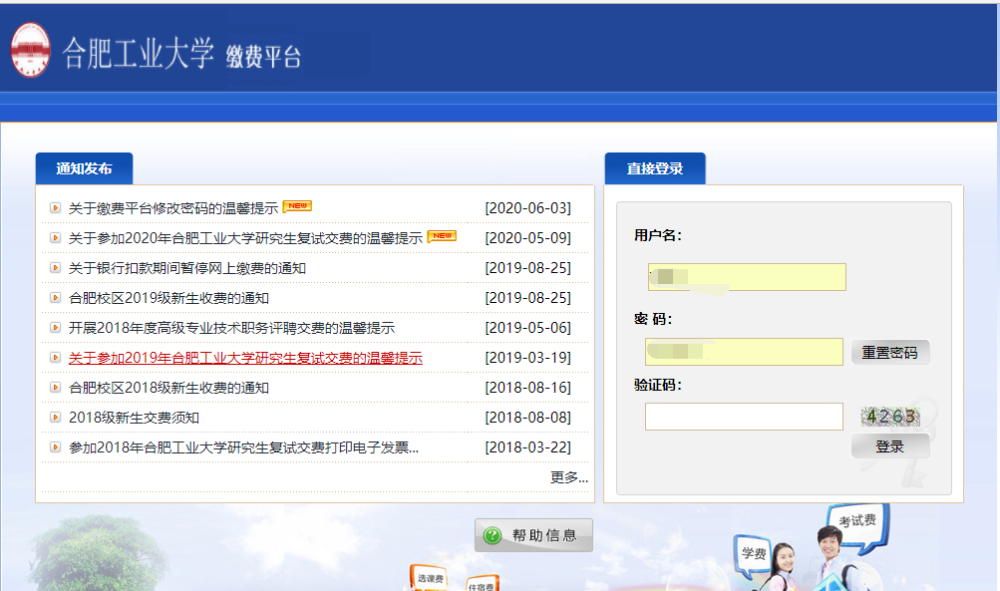 合肥工业大学 缴费平台
通知发布
关于缴费平台修改密码的温馨提示 NEW [2020-06-03]
关于参加2020年合肥工业大学研究生复试交费的温馨提示 NEW [2020-05-09]
关于银行扣款期间暂停网上缴费的通知 [2019-08-25]
合肥校区2019级新生收费的通知 [2019-08-25]
开展2018年度高级专业技术职务评聘交费的温馨提示 [2019-05-06]
关于参加2019年合肥工业大学研究生复试交费的温馨提示 [2019-03-19]
合肥校区2018级新生收费的通知 [2018-08-16]
2018级新生交费须知 [2018-08-08]
参加2018年合肥工业大学研究生复试交费打印电子发票... [2018-03-22]
更多...
直接登录
用户名：
密 码：
重置密码
验证码：
4263
登录
帮助信息
选课费
住宿费
学费
考试费